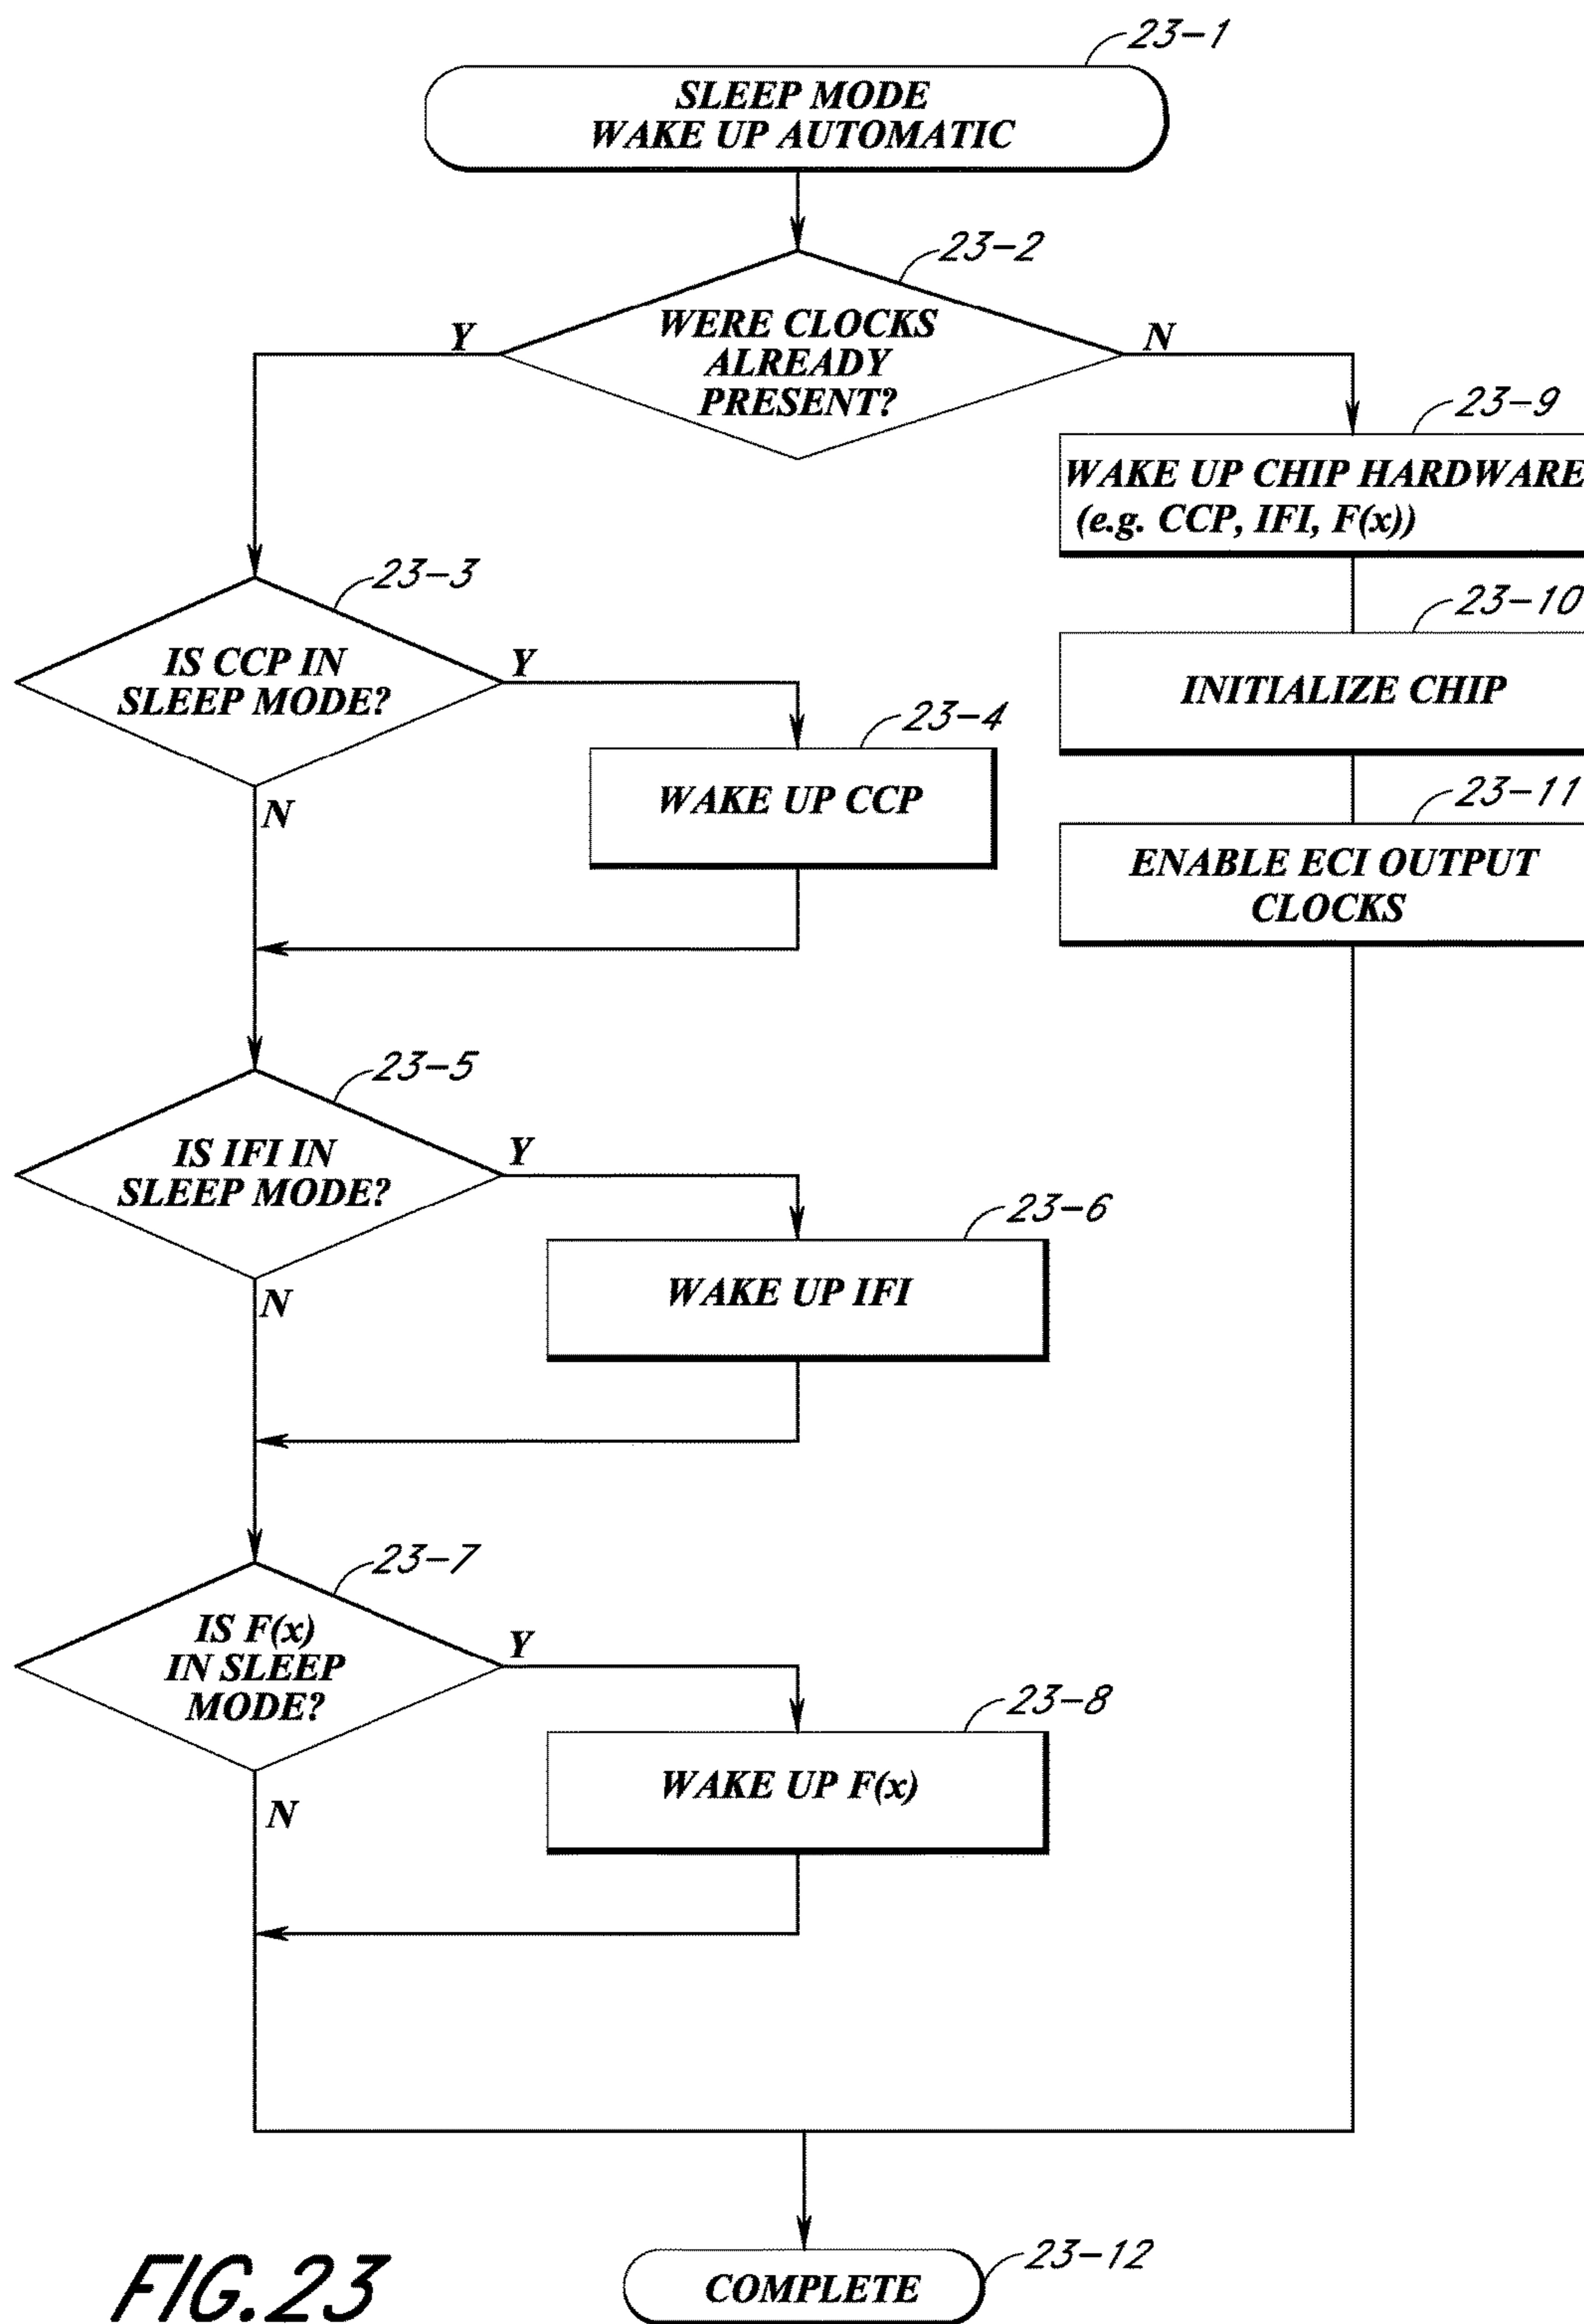 23-1
SLEEP MODE
WAKE UP AUTOMATIC
23-2
WERE CLOCKS
ALREADY
PRESENT?
Y
N
23-9
WAKE UP CHIP HARDWARE
(e.g. CCP, IFI, F(x))
23-3
IS CCP IN
SLEEP MODE?
Y
N
23-10
INITIALIZE CHIP
23-4
WAKE UP CCP
23-11
ENABLE ECI OUTPUT
CLOCKS
23-5
IS IFI IN
SLEEP MODE?
Y
N
23-6
WAKE UP IFI
23-7
IS F(x)
IN SLEEP
MODE?
Y
N
23-8
WAKE UP F(x)
23-12
COMPLETE
FIG.23